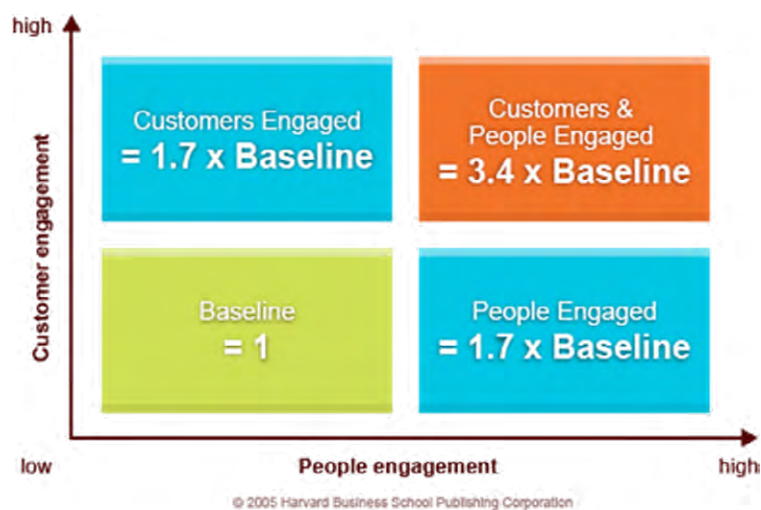 high
Customer engagement
Customers Engaged
= 1.7 x Baseline
Customers &
People Engaged
= 3.4 x Baseline
Baseline
= 1
People Engaged
= 1.7 x Baseline
low
People engagement
high
© 2005 Harvard Business School Publishing Corporation